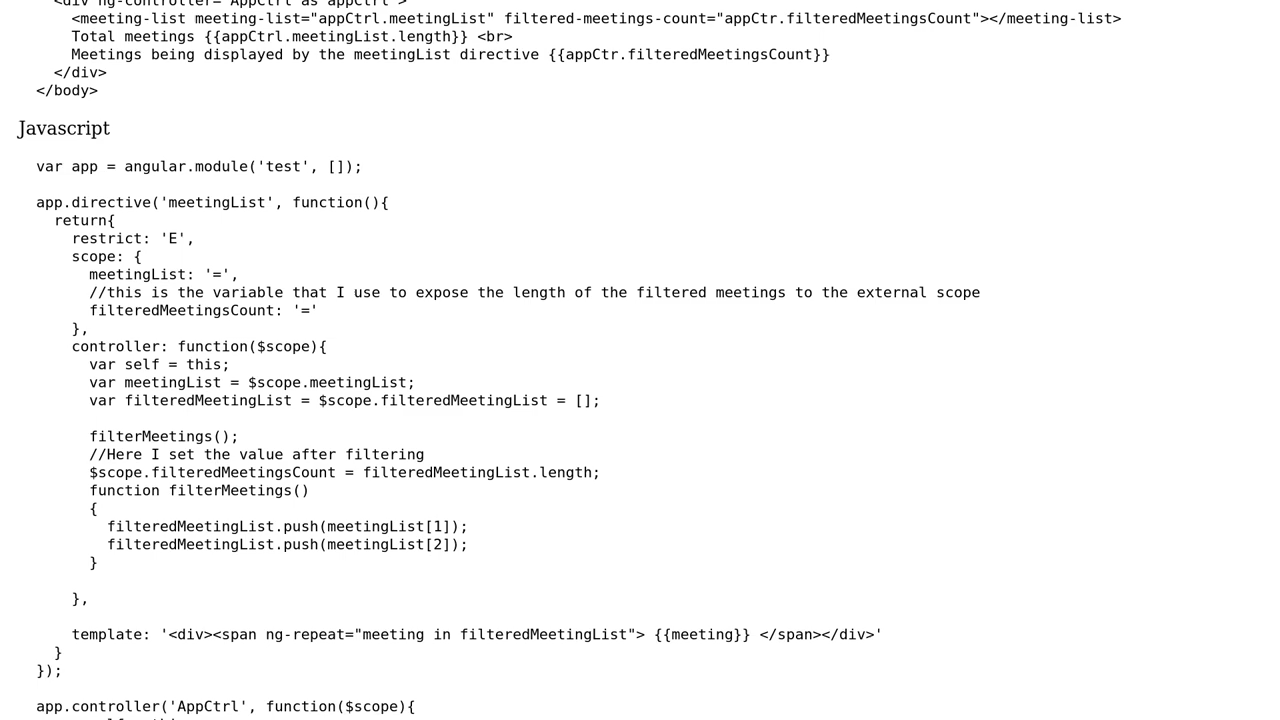 <div ng-controller="AppCtrl as appCtrl">
<meeting-list meeting-list="appCtrl.meetingList" filtered-meetings-count="appCtr.filteredMeetingsCount"></meeting-list>
Total meetings {{appCtrl.meetingList.length}} <br>
Meetings being displayed by the meetingList directive {{appCtr.filteredMeetingsCount}}
</div>
</body>
Javascript
var app = angular.module('test', []);
app.directive('meetingList', function(){
return{
restrict: 'E',
scope: {
meetingList: '=',
//this is the variable that I use to expose the length of the filtered meetings to the external scope
filteredMeetingsCount: '='
},
controller: function($scope){
var self = this;
var meetingList = $scope.meetingList;
var filteredMeetingList = $scope.filteredMeetingList = [];
filterMeetings();
//Here I set the value after filtering
$scope.filteredMeetingsCount = filteredMeetingList.length;
function filterMeetings()
{
filteredMeetingList.push(meetingList[1]);
filteredMeetingList.push(meetingList[2]);
}
},
template: '<div><span ng-repeat="meeting in filteredMeetingList"> {{meeting}} </span></div>'
}
});
app.controller('AppCtrl', function($scope){